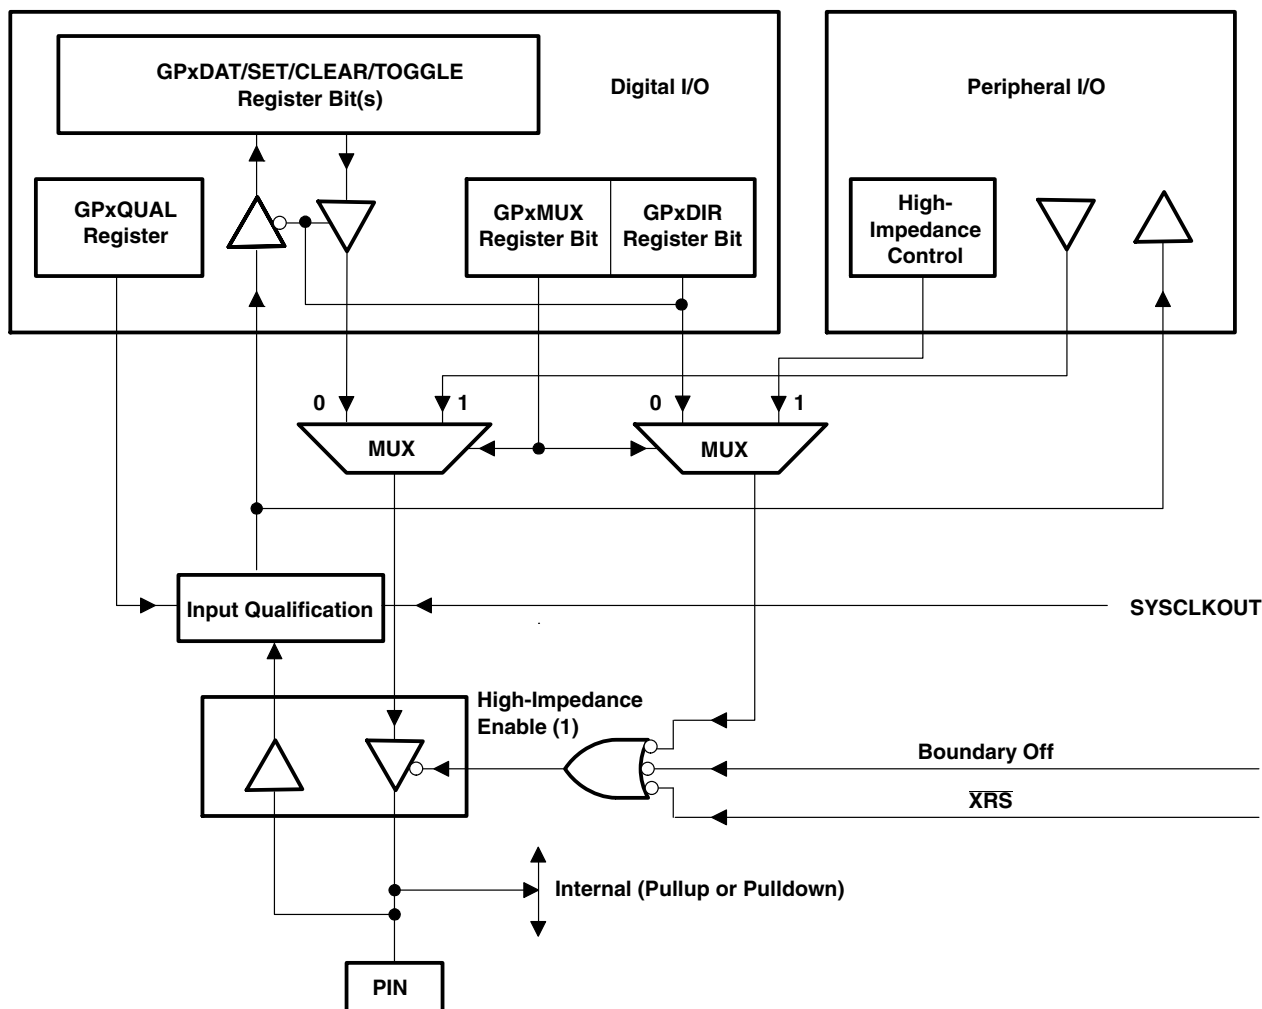 GPxDAT/SET/CLEAR/TOGGLE
Register Bit(s)
Digital I/O
Peripheral I/O
GPxQUAL
Register
GPxMUX
Register Bit
GPxDIR
Register Bit
High-
Impedance
Control
0
1
0
1
MUX
MUX
Input Qualification
SYSCLKOUT
High-Impedance
Enable (1)
Boundary Off
XRS
Internal (Pullup or Pulldown)
PIN